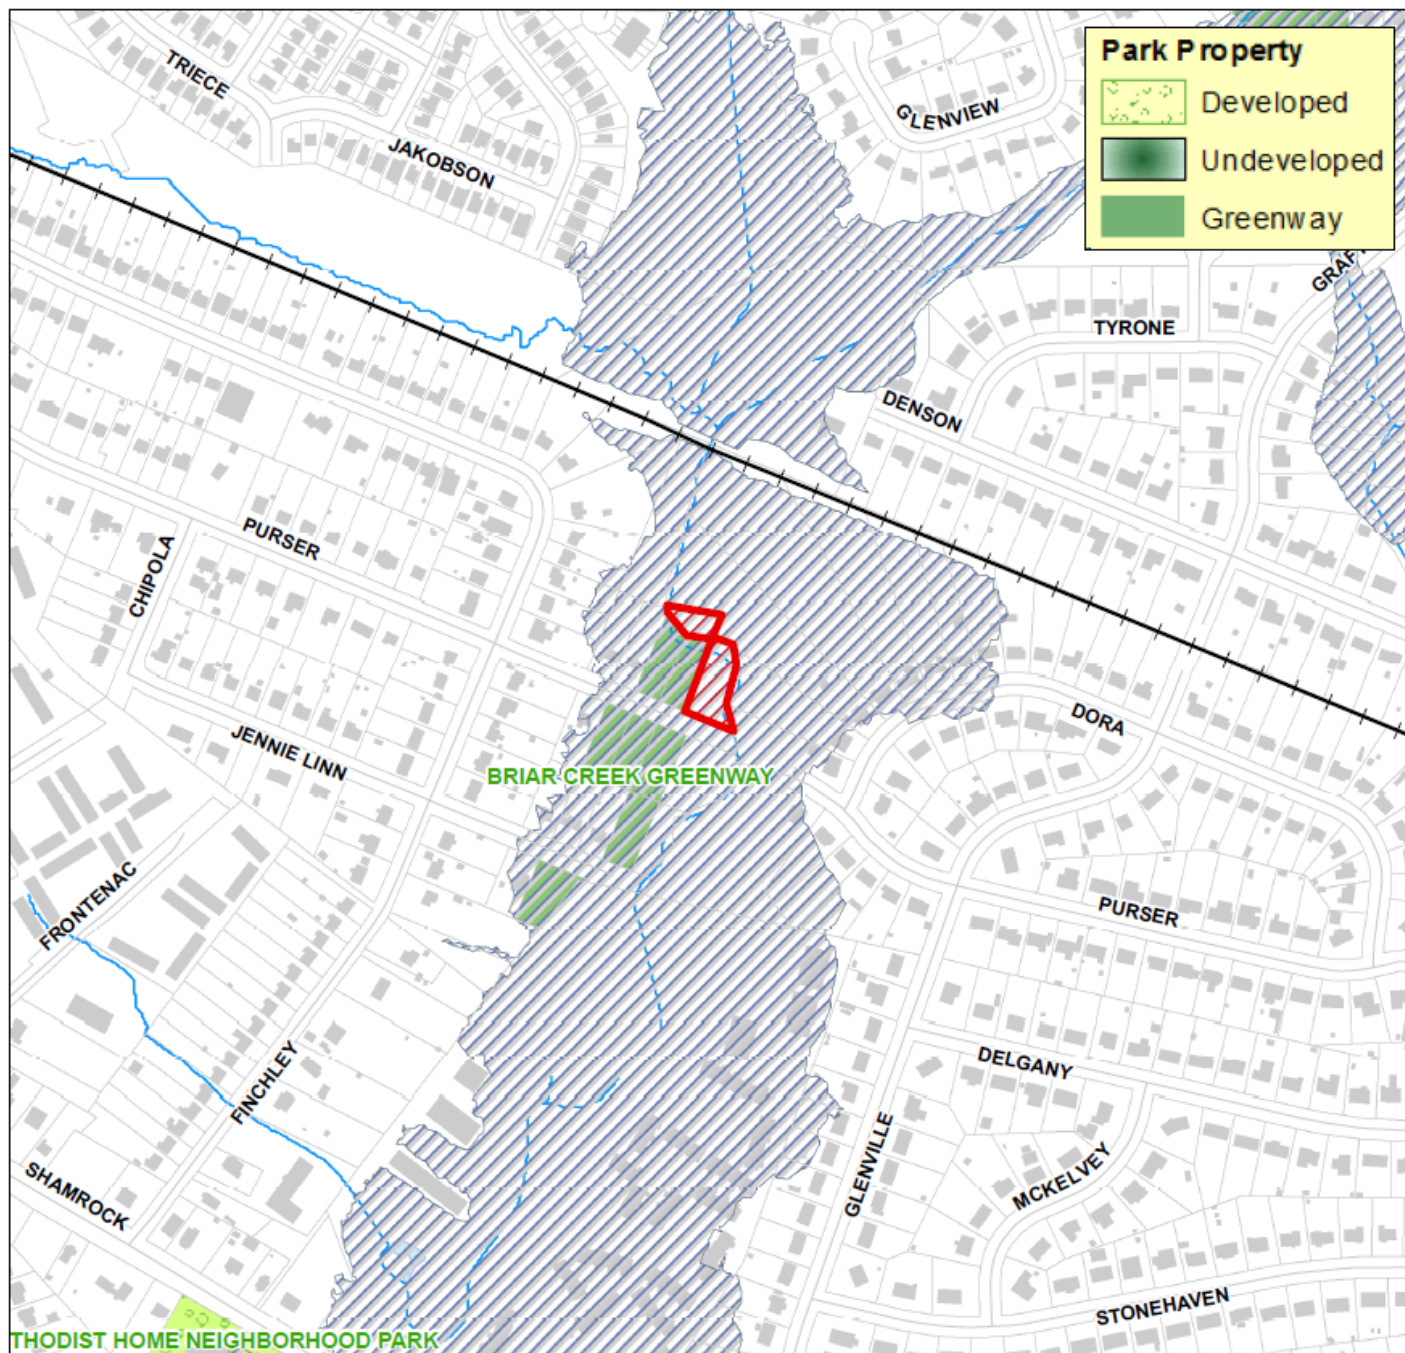 Park Property
Developed
Undeveloped
Greenway
TRIECE
GLENVIEW
JAKOBSON
GRAF
TYRONE
DENSON
PURSER
CHIPOLA
DORA
JENNIE LINN
BRIAR CREEK GREENWAY
FRONTENAC
PURSER
DELGANY
FINCHLEY
GLENVILLE
MCKELVEY
SHAMROCK
STONEHAVEN
THODIST HOME NEIGHBORHOOD PARK